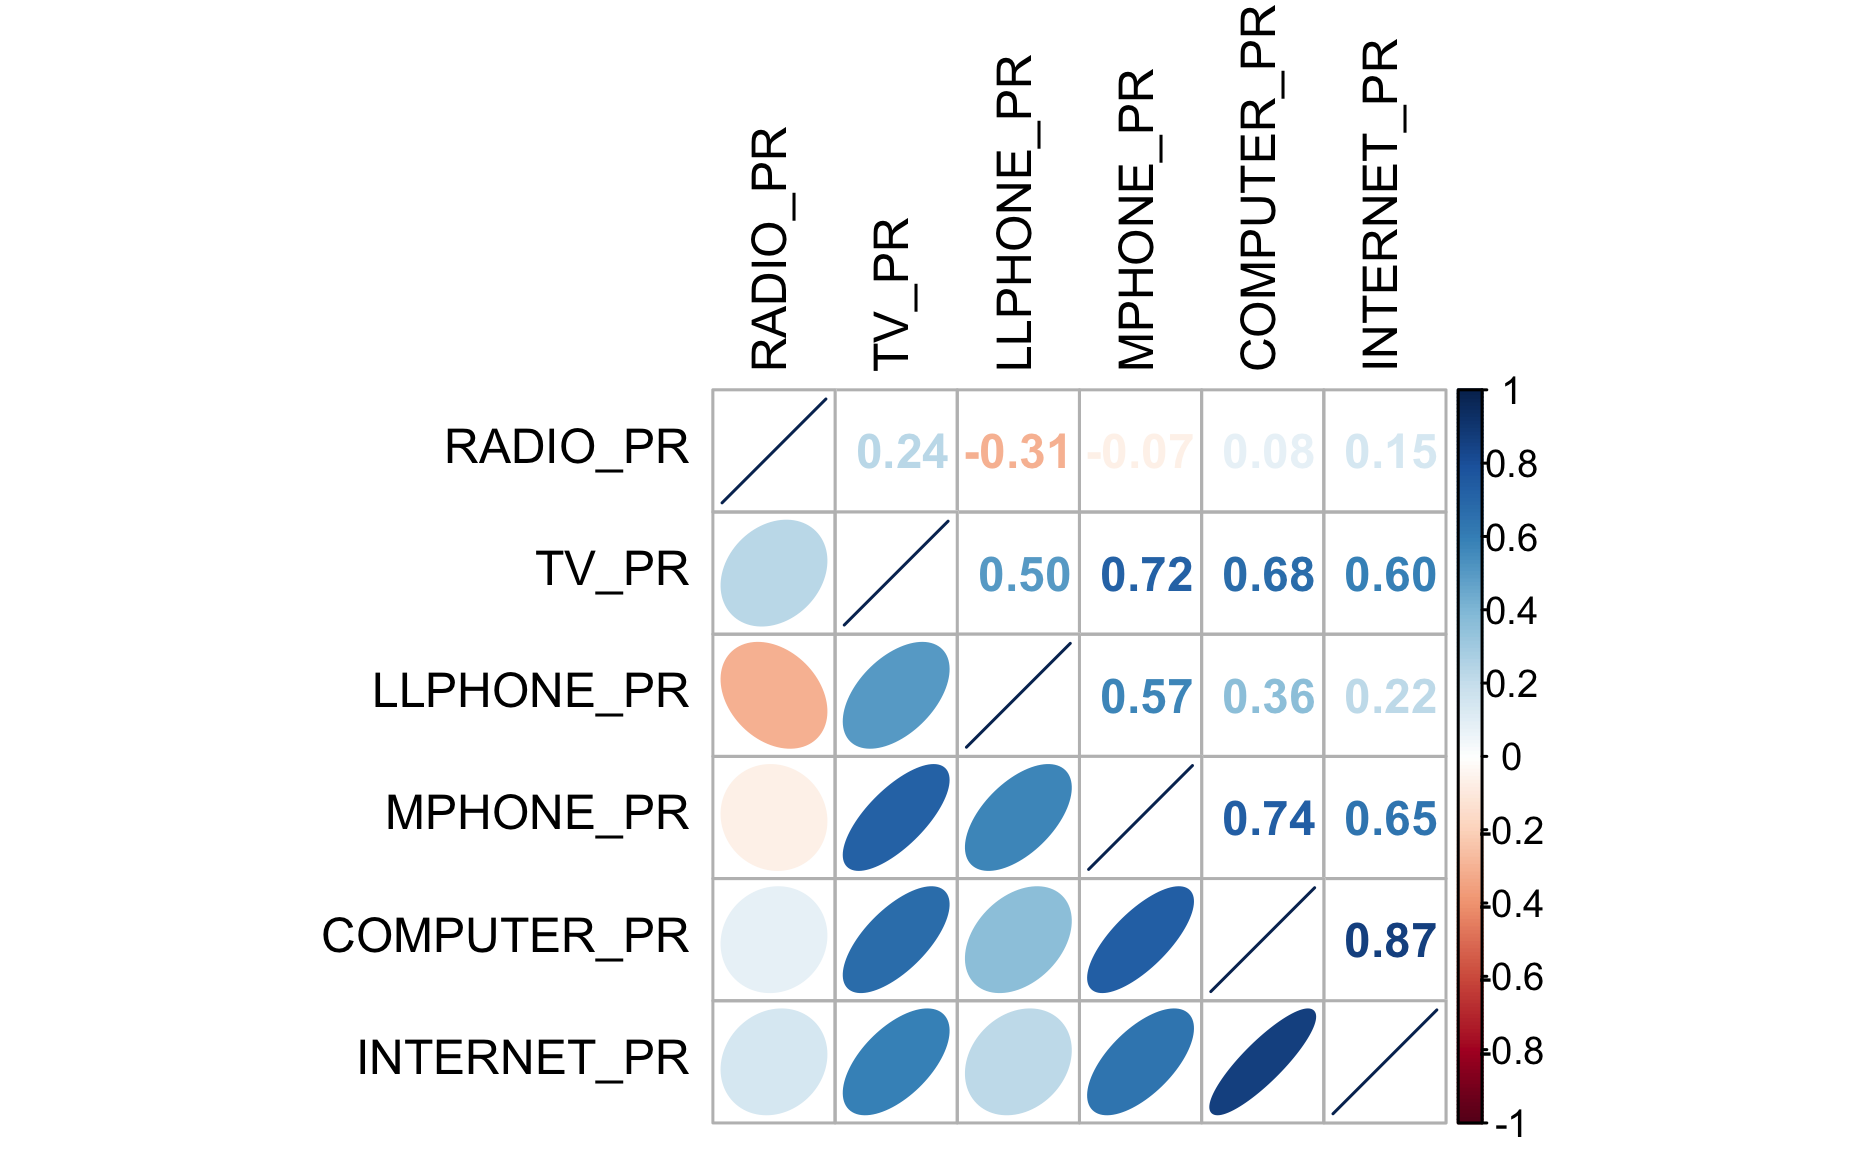 RADIO_PR TV_PR LLPHONE_PR MPHONE_PR COMPUTER_PR INTERNET_PR
RADIO_PR 0.24 -0.31 -0.07 0.08 0.15
TV_PR 0.50 0.72 0.68 0.60
LLPHONE_PR 0.57 0.36 0.22
MPHONE_PR 0.74 0.65
COMPUTER_PR 0.87
INTERNET_PR
1
0.8
0.6
0.4
0.2
0
-0.2
-0.4
-0.6
-0.8
-1